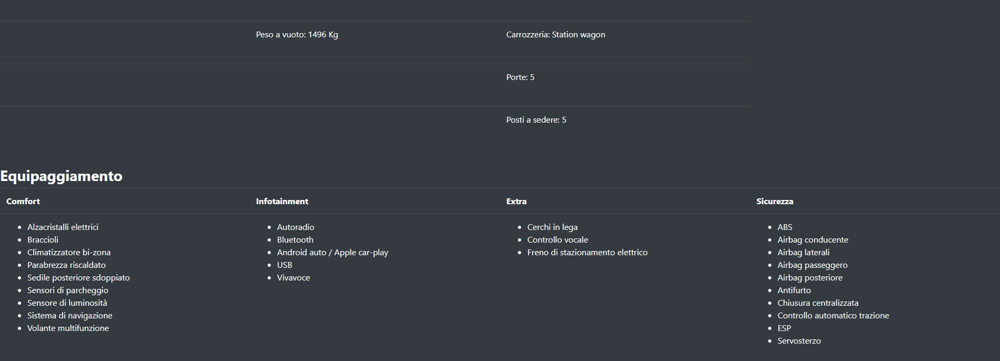 Peso a vuoto: 1496 Kg
Carrozzeria: Station wagon
Porte: 5
Posti a sedere: 5
Equipaggiamento
Comfort
Alzacristalli elettrici
Braccioli
Climatizzatore bi-zona
Parabrezza riscaldato
Sedile posteriore sdoppiato
Sensori di parcheggio
Sensore di luminosità
Sistema di navigazione
Volante multifunzione
Infotainment
Autoradio
Bluetooth
Android auto / Apple car-play
USB
Vivavoce
Extra
Cerchi in lega
Controllo vocale
Freno di stazionamento elettrico
Sicurezza
ABS
Airbag conducente
Airbag laterali
Airbag passeggero
Airbag posteriore
Antifurto
Chiusura centralizzata
Controllo automatico trazione
ESP
Servosterzo